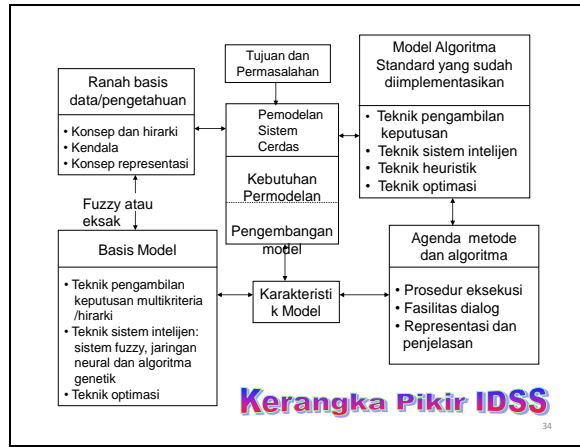 Tujuan dan
Permasalahan
Ranah basis
data/pengetahuan
• Konsep dan hirarki
• Kendala
• Konsep representasi
Pemodelan
Sistem
Cerdas
Kebutuhan
Permodelan
Pengembangan
model
Model Algoritma
Standard yang sudah
diimplementasikan
• Teknik pengambilan
keputusan
• Teknik sistem intelijen
• Teknik heuristik
• Teknik optimasi
Fuzzy atau
eksak
Basis Model
• Teknik pengambilan
keputusan multikriteria
/hirarki
• Teknik sistem intelijen:
sistem fuzzy, jaringan
neural dan algoritma
genetik
• Teknik optimasi
Karakteristi
k Model
Agenda metode
dan algoritma
• Prosedur eksekusi
• Fasilitas dialog
• Representasi dan
penjelasan
Kerangka Pikir IDSS
34